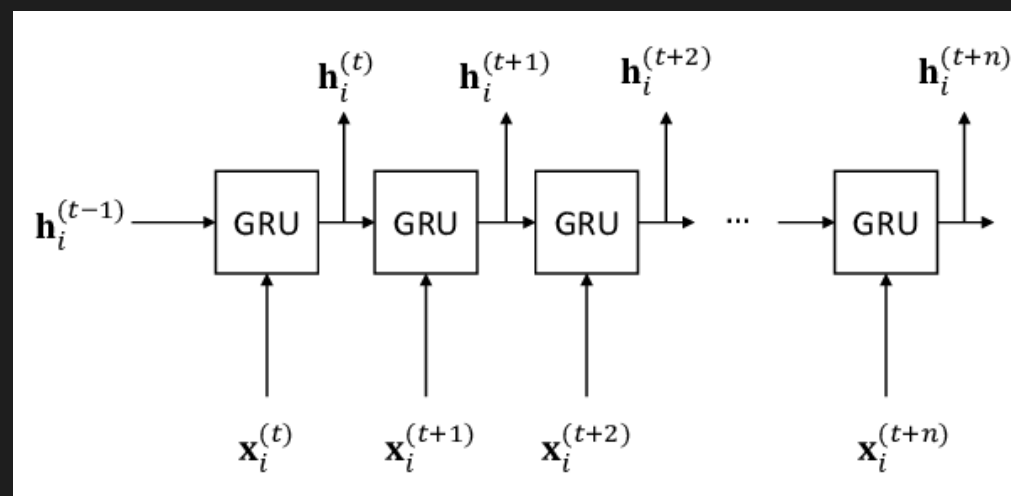 h_i^{(t)} h_i^{(t+1)} h_i^{(t+2)} h_i^{(t+n)}
h_i^{(t-1)} GRU GRU GRU ... GRU
x_i^{(t)} x_i^{(t+1)} x_i^{(t+2)} x_i^{(t+n)}